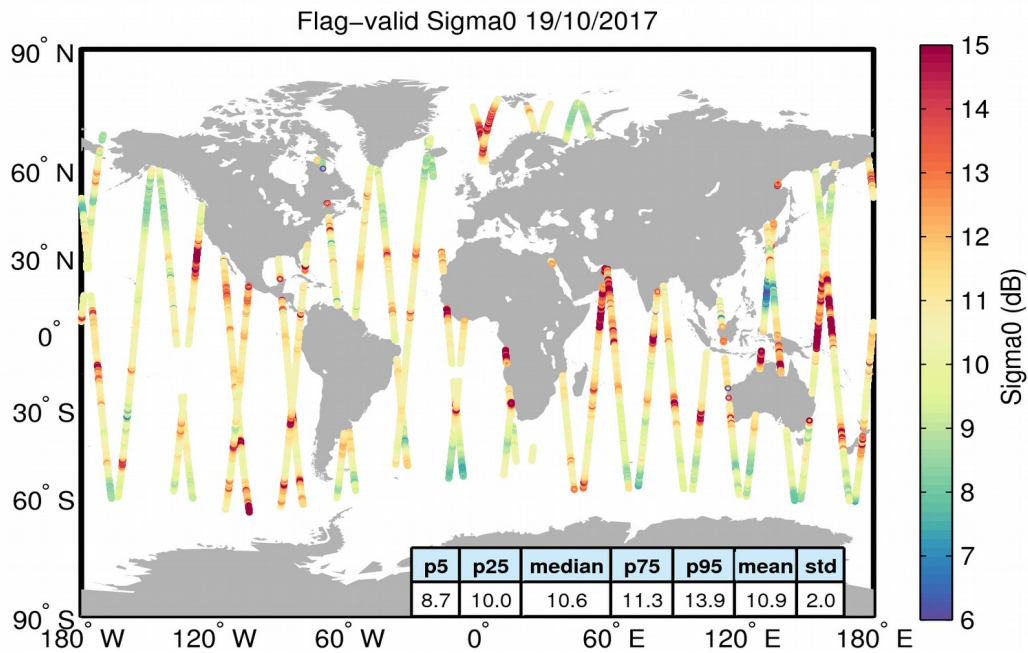 Flag−valid Sigma0 19/10/2017
90° N
60° N
30° N
0°
30° S
60° S
90° S
180° W
120° W
60° W
0°
60° E
120° E
180° E
15
14
13
12
11
10
9
8
7
6
Sigma0 (dB)
p5 p25 median p75 p95 mean std
8.7 10.0 10.6 11.3 13.9 10.9 2.0